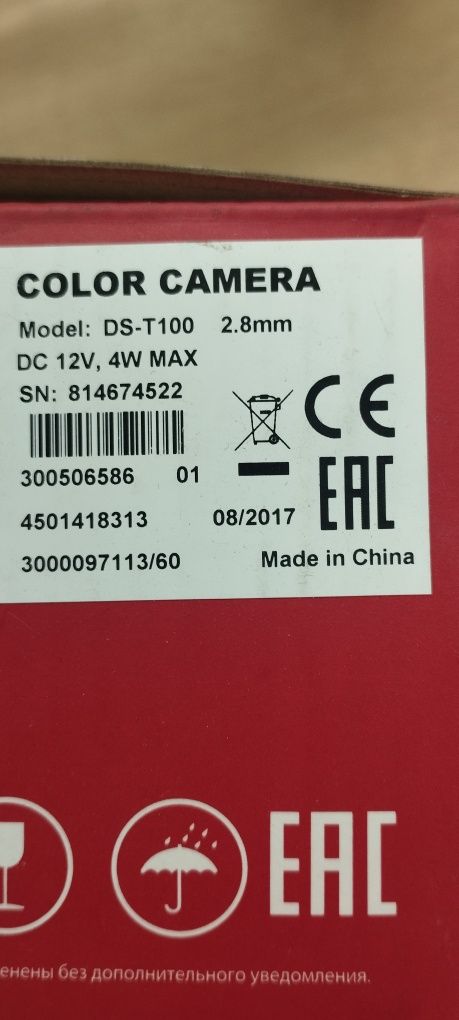 COLOR CAMERA
Model: DS-T100 2.8mm
DC 12V, 4W MAX
SN: 814674522
CE
300506586 01
EAC
4501418313 08/2017
3000097113/60 Made in China
EAC
енены без дополнительного уведомления.